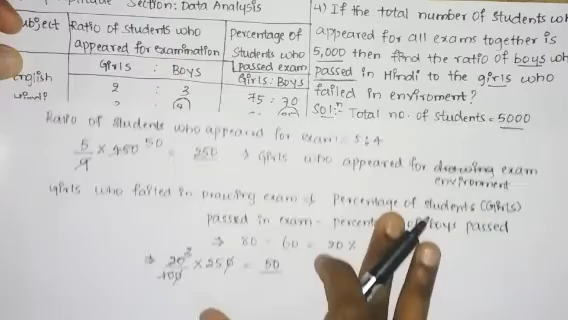 Section: Data Analysis
Subject
Ratio of students who appeared for examination
percentage of students who passed exam
Girls : Boys
Girls : Boys
English
2 : 3
75 : 70
Hindi
4) If the total number of students
appeared for all exams together is
5,000 then find the ratio of boys
passed in Hindi to the girls who
failed in enviroment?
Sol:n Total no. of students = 5000
Ratio of students who appeared for exam = 5:4
5/9 × 450 50 = 250 → Girls who appeared for drawing exam
environment
Girls who failed in Drawing exam of percentage of students (Girls)
passed in exam - of boys passed
⇒ 80 - 60 = 20%
⇒ 20/100 × 250 = 50